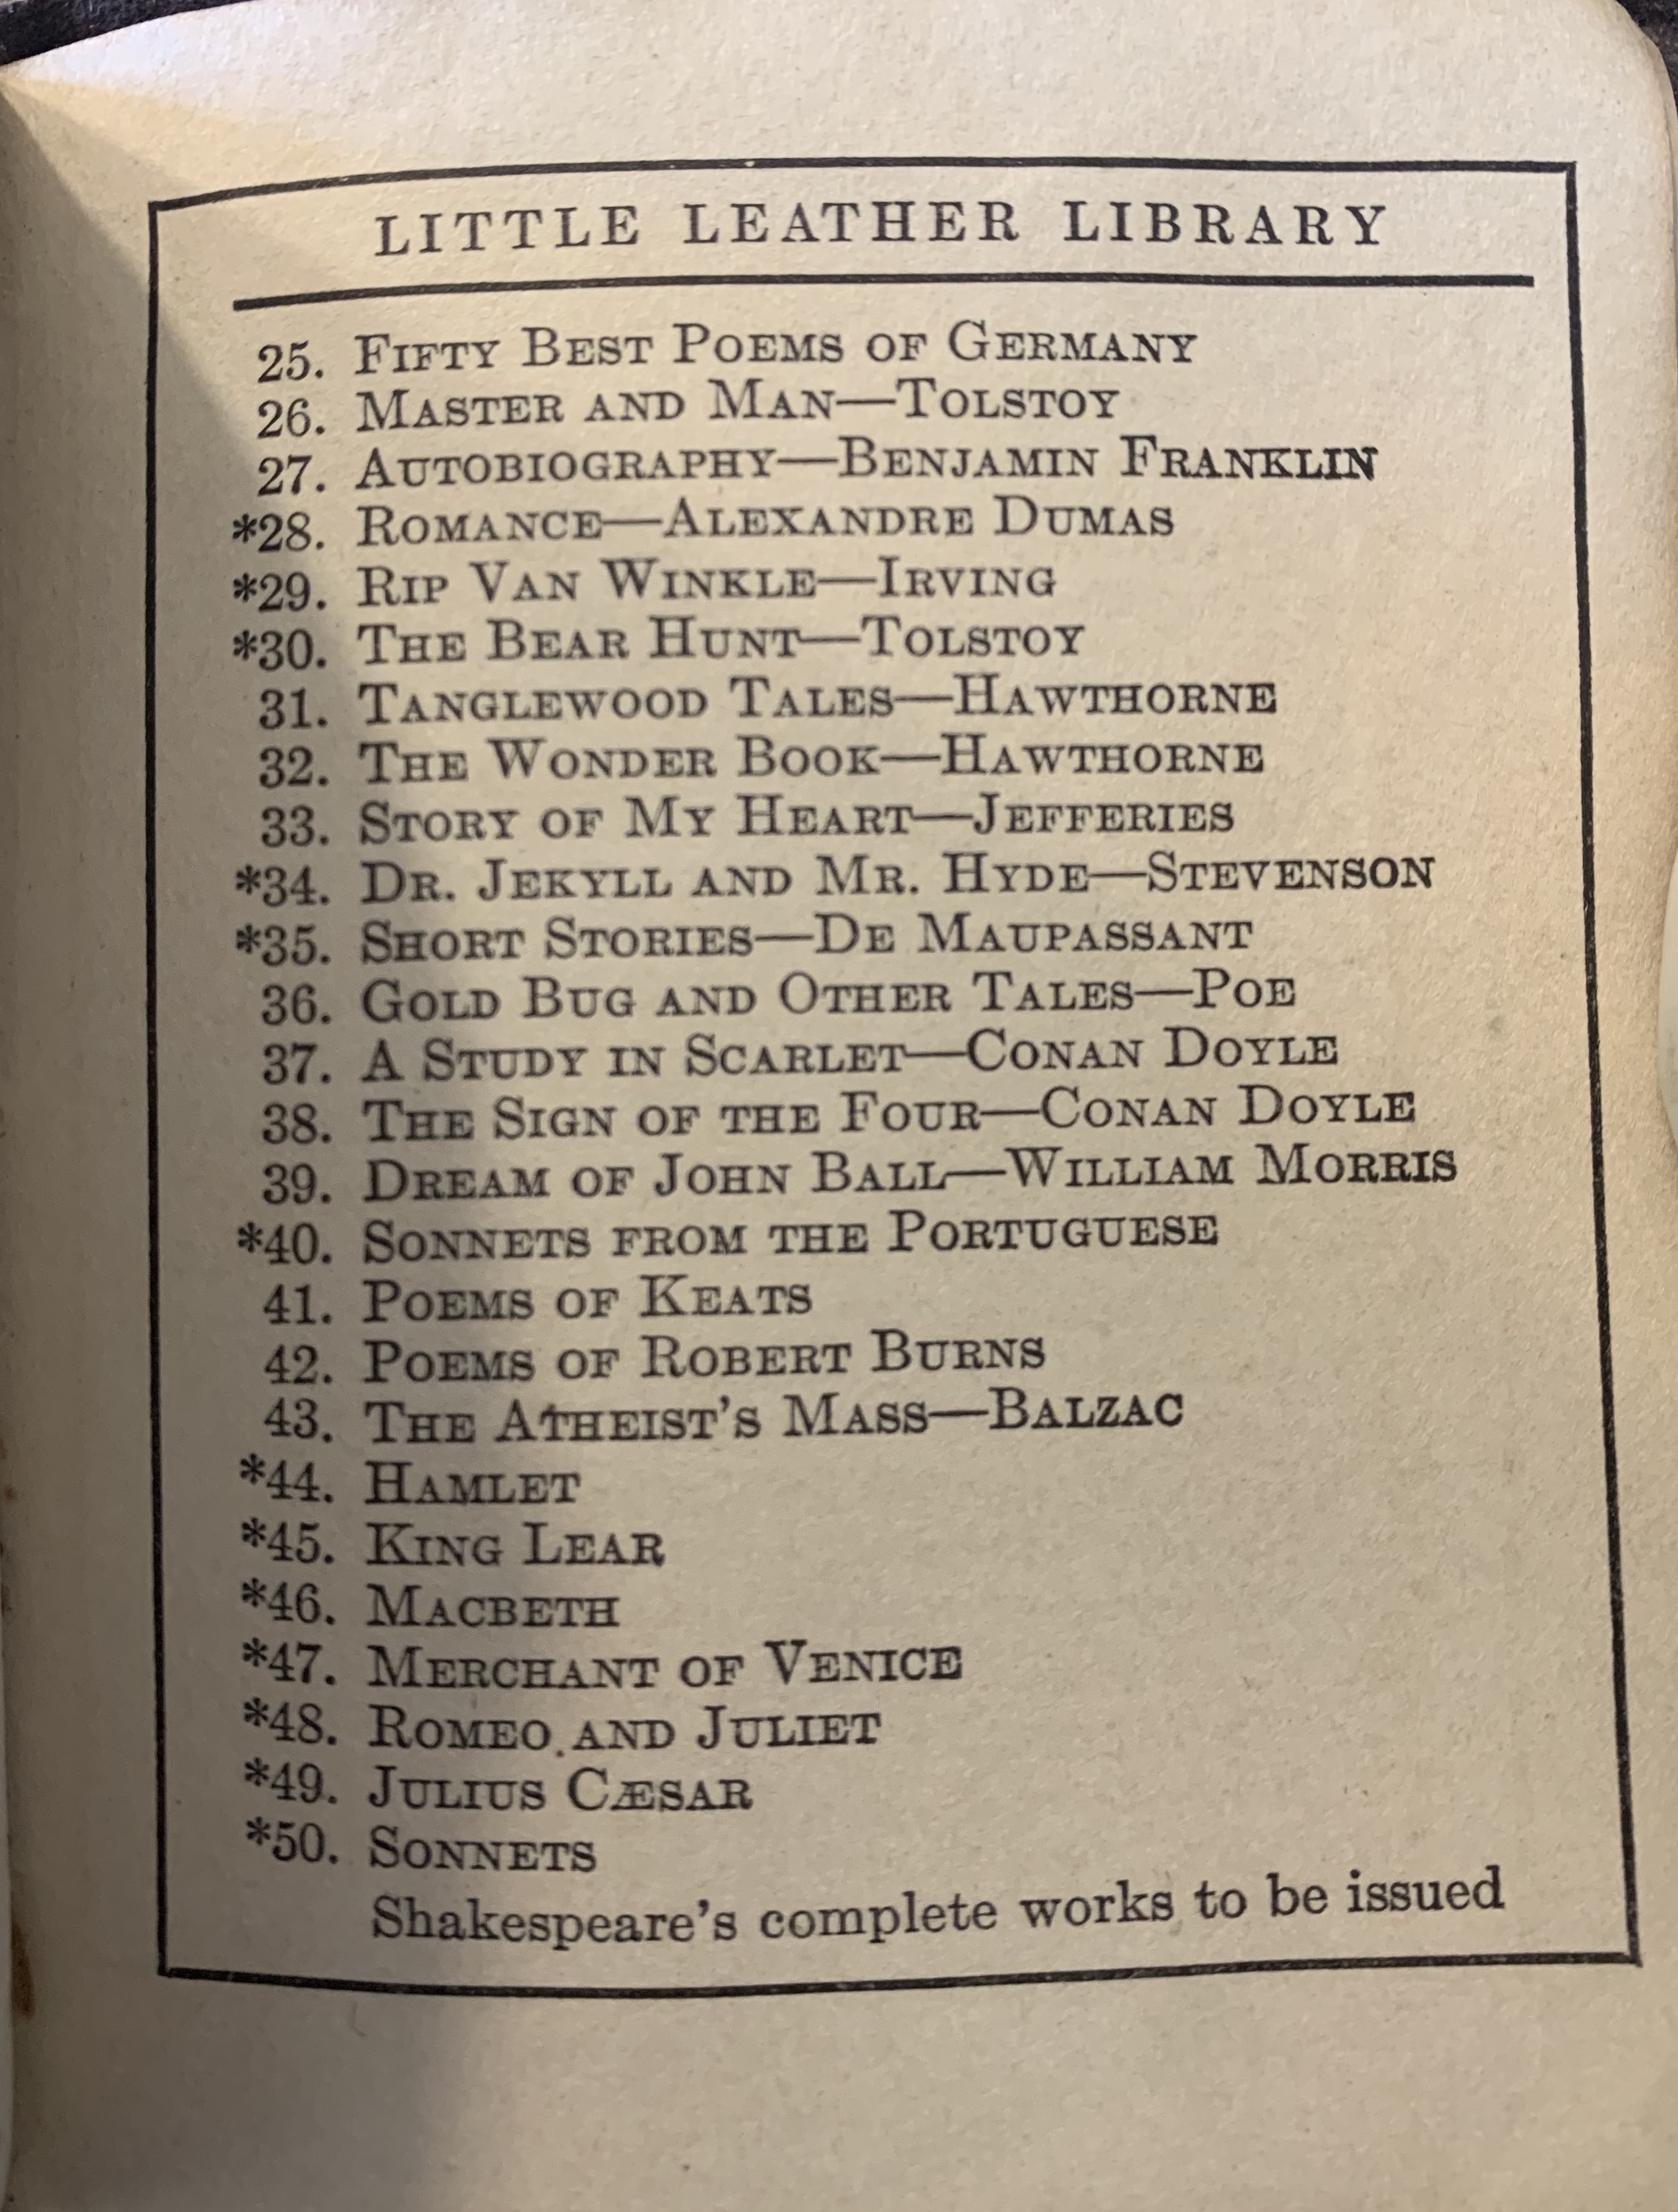 LITTLE LEATHER LIBRARY
25. FIFTY BEST POEMS OF GERMANY
26. MASTER AND MAN—TOLSTOY
27. AUTOBIOGRAPHY—BENJAMIN FRANKLIN
*28. ROMANCE—ALEXANDRE DUMAS
*29. RIP VAN WINKLE—IRVING
*30. THE BEAR HUNT—TOLSTOY
31. TANGLEWOOD TALES—HAWTHORNE
32. THE WONDER BOOK—HAWTHORNE
33. STORY OF MY HEART—JEFFERIES
*34. DR. JEKYLL AND MR. HYDE—STEVENSON
*35. SHORT STORIES—DE MAUPASSANT
36. GOLD BUG AND OTHER TALES—POE
37. A STUDY IN SCARLET—CONAN DOYLE
38. THE SIGN OF THE FOUR—CONAN DOYLE
39. DREAM OF JOHN BALL—WILLIAM MORRIS
*40. SONNETS FROM THE PORTUGUESE
41. POEMS OF KEATS
42. POEMS OF ROBERT BURNS
43. THE ATHEIST'S MASS—BALZAC
*44. HAMLET
*45. KING LEAR
*46. MACBETH
*47. MERCHANT OF VENICE
*48. ROMEO AND JULIET
*49. JULIUS CÆSAR
*50. SONNETS
Shakespeare's complete works to be issued